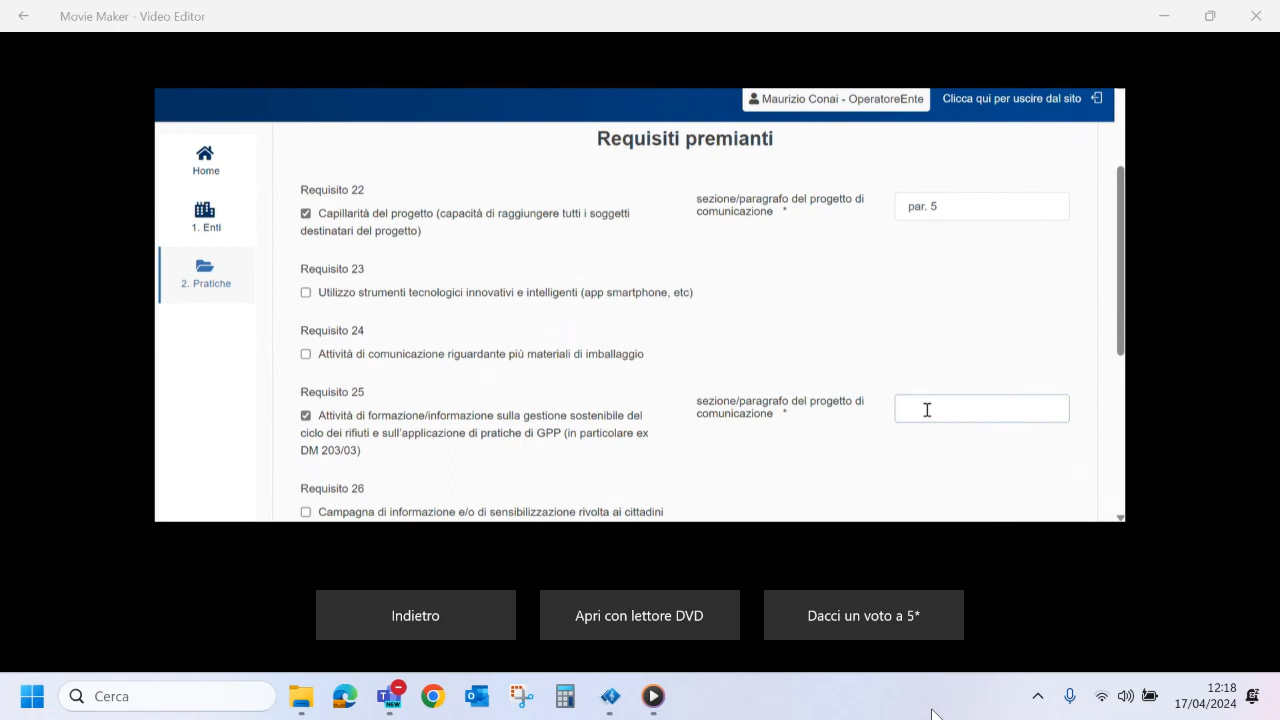 Movie Maker - Video Editor
Maurizio Conai - OperatoreEnte
Clicca qui per uscire dal sito
Requisiti premianti
Home
1. Enti
2. Pratiche
Requisito 22
Capillarità del progetto (capacità di raggiungere tutti i soggetti
destinatari del progetto)
sezione/paragrafo del progetto di
comunicazione *
par. 5
Requisito 23
Utilizzo strumenti tecnologici innovativi e intelligenti (app smartphone, etc)
Requisito 24
Attività di comunicazione riguardante più materiali di imballaggio
Requisito 25
Attività di formazione/informazione sulla gestione sostenibile del
ciclo dei rifiuti e sull'applicazione di pratiche di GPP (in particolare ex
DM 203/03)
sezione/paragrafo del progetto di
comunicazione *
Requisito 26
Campagna di informazione e/o di sensibilizzazione rivolta ai cittadini
Indietro
Apri con lettore DVD
Dacci un voto a 5*
Cerca
NEW
12:18
17/04/2024